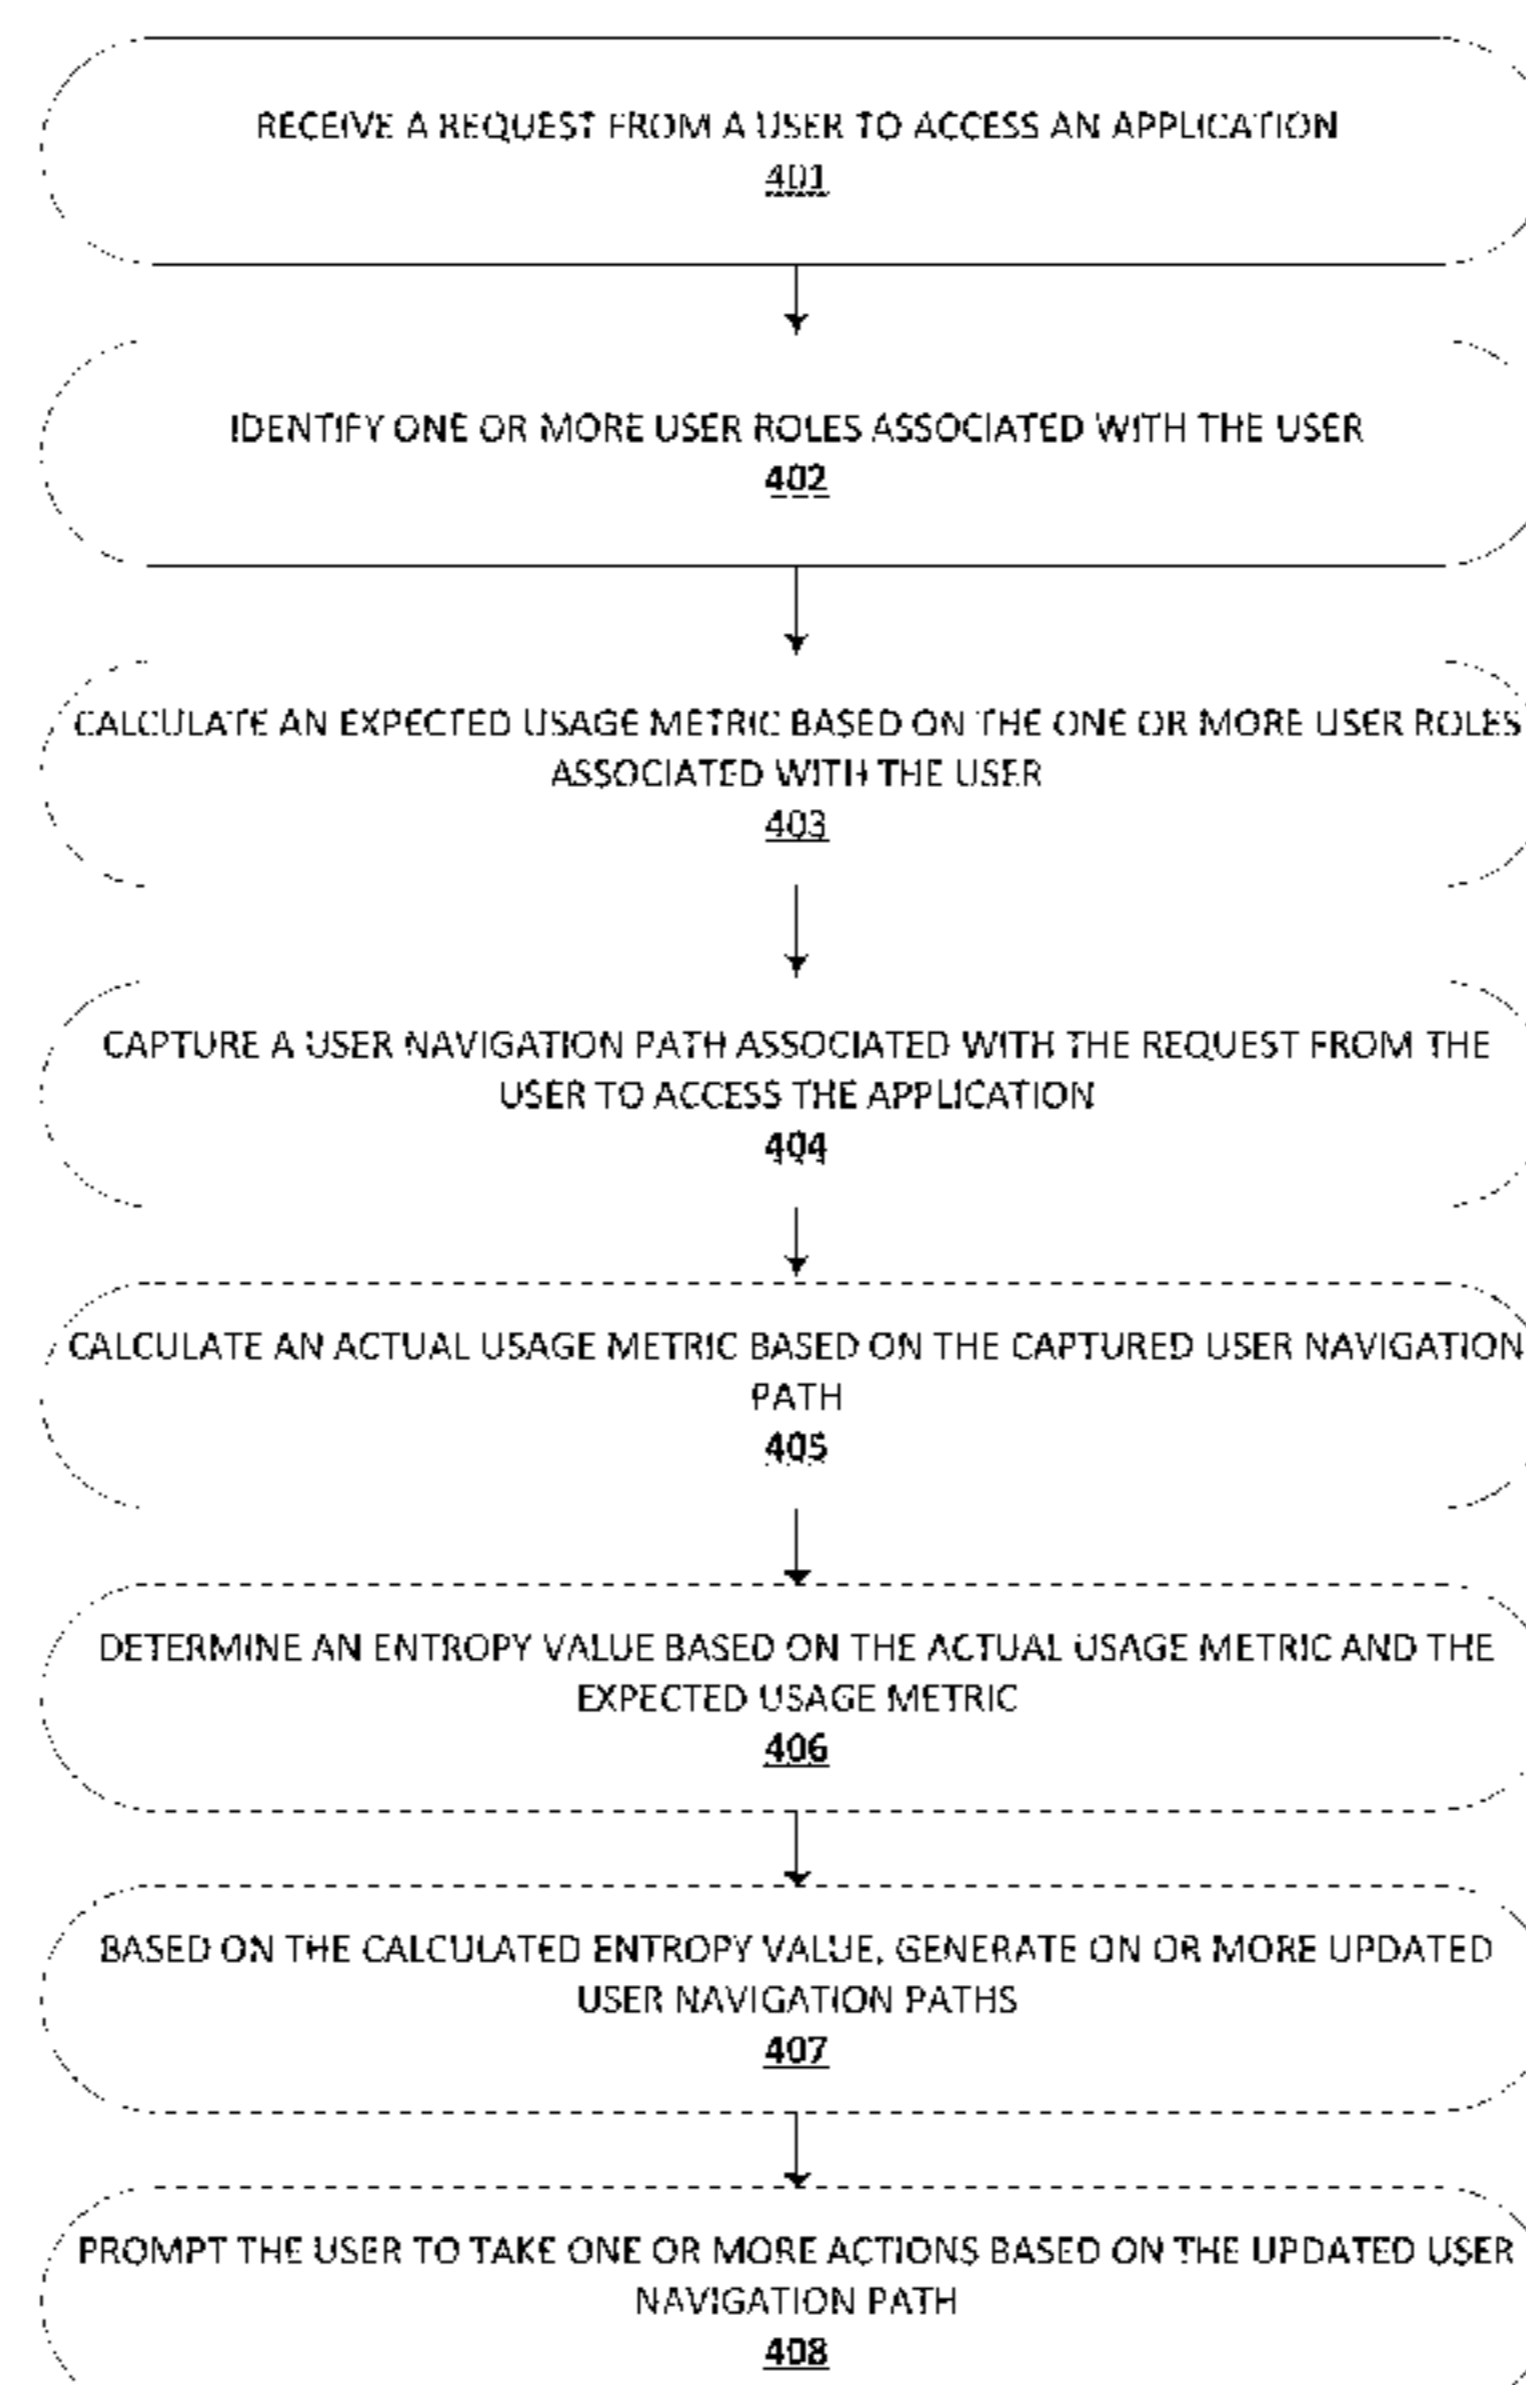 RECEIVE A REQUEST FROM A USER TO ACCESS AN APPLICATION
401
IDENTIFY ONE OR MORE USER ROLES ASSOCIATED WITH THE USER
402
CALCULATE AN EXPECTED USAGE METRIC BASED ON THE ONE OR MORE USER ROLES
ASSOCIATED WITH THE USER
403
CAPTURE A USER NAVIGATION PATH ASSOCIATED WITH THE REQUEST FROM THE
USER TO ACCESS THE APPLICATION
404
CALCULATE AN ACTUAL USAGE METRIC BASED ON THE CAPTURED USER NAVIGATION
PATH
405
DETERMINE AN ENTROPY VALUE BASED ON THE ACTUAL USAGE METRIC AND THE
EXPECTED USAGE METRIC
406
BASED ON THE CALCULATED ENTROPY VALUE, GENERATE ON OR MORE UPDATED
USER NAVIGATION PATHS
407
PROMPT THE USER TO TAKE ONE OR MORE ACTIONS BASED ON THE UPDATED USER
NAVIGATION PATH
408